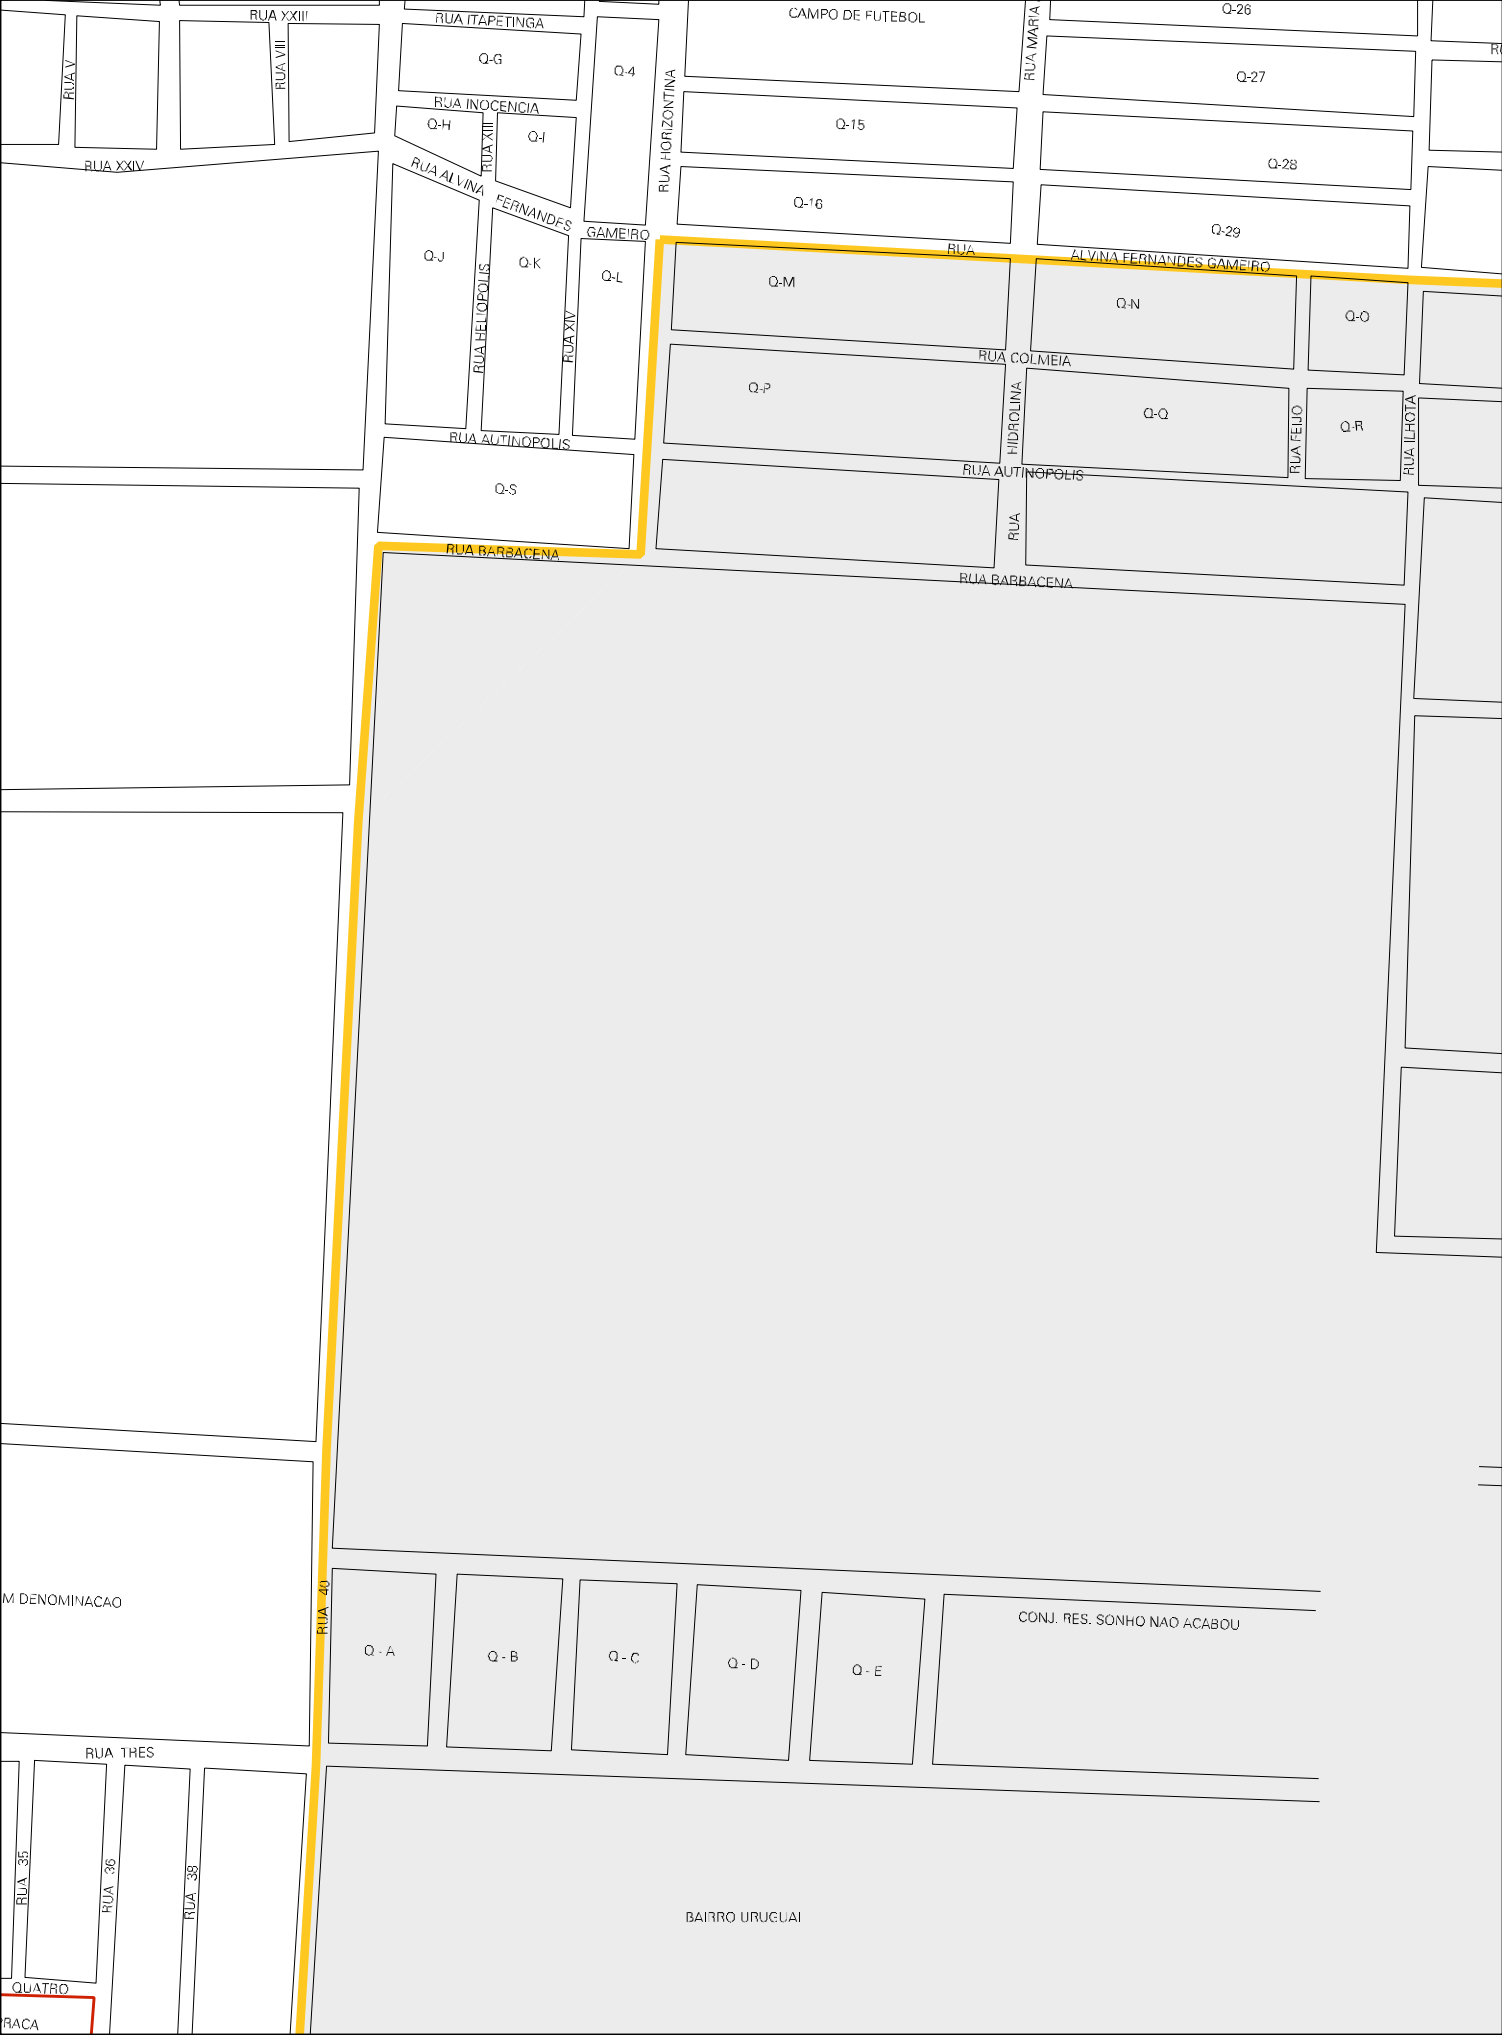 RUA XXIII
RUA ITAPETINGA
CAMPO DE FUTEBOL
Q-26
RUA MARIA
RUA V
RUA VIII
Q-G
Q-4
Q-27
RUA HORIZONTINA
RUA INOCENCIA
Q-H
RUA XIII
Q-I
Q-15
Q-28
RUA XXIV
RUA ALVINA
FERNANDES
GAMEIRO
Q-16
Q-29
RUA
ALVINA FERNANDES GAMEIRO
Q-J
RUA HELIOPOLIS
Q-K
RUA XIV
Q-L
Q-M
Q-N
Q-O
RUA COLMEIA
Q-P
HIDROLINA
Q-Q
RUA FEIJO
Q-R
RUA ILHOTA
RUA AUTINOPOLIS
RUA AUTINOPOLIS
Q-S
RUA
RUA BARBACENA
RUA BARBACENA
M DENOMINACAO
RUA 40
CONJ. RES. SONHO NAO ACABOU
Q - A
Q - B
Q - C
Q - D
Q - E
RUA TRES
RUA 35
RUA 36
RUA 38
BAIRRO URUGUAI
QUATRO
RACA